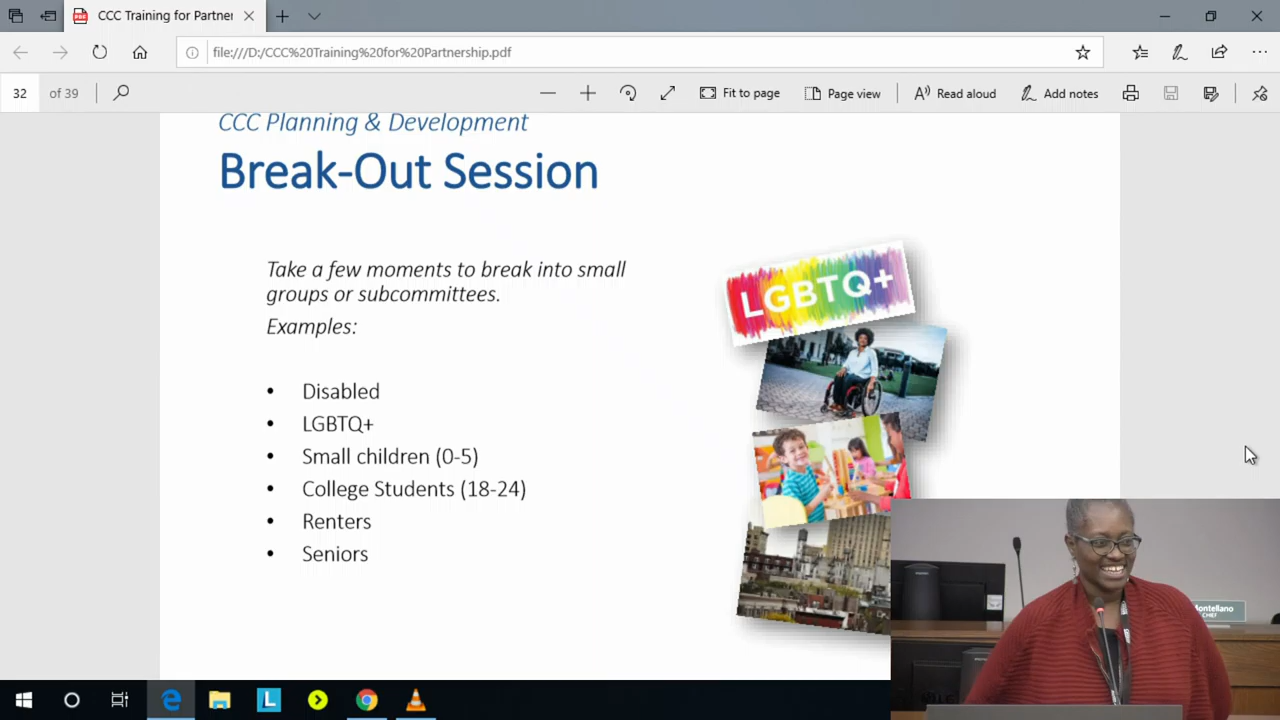 CCC Training for Partner
file:///D:/CCC%20Training%20for%20Partnership.pdf
32 of 39
Fit to page
Page view
Read aloud
Add notes
CCC Planning & Development
Break-Out Session
Take a few moments to break into small
groups or subcommittees.
Examples:
• Disabled
• LGBTQ+
• Small children (0-5)
• College Students (18-24)
• Renters
• Seniors
LGBTQ+
Montellano
CHIEF